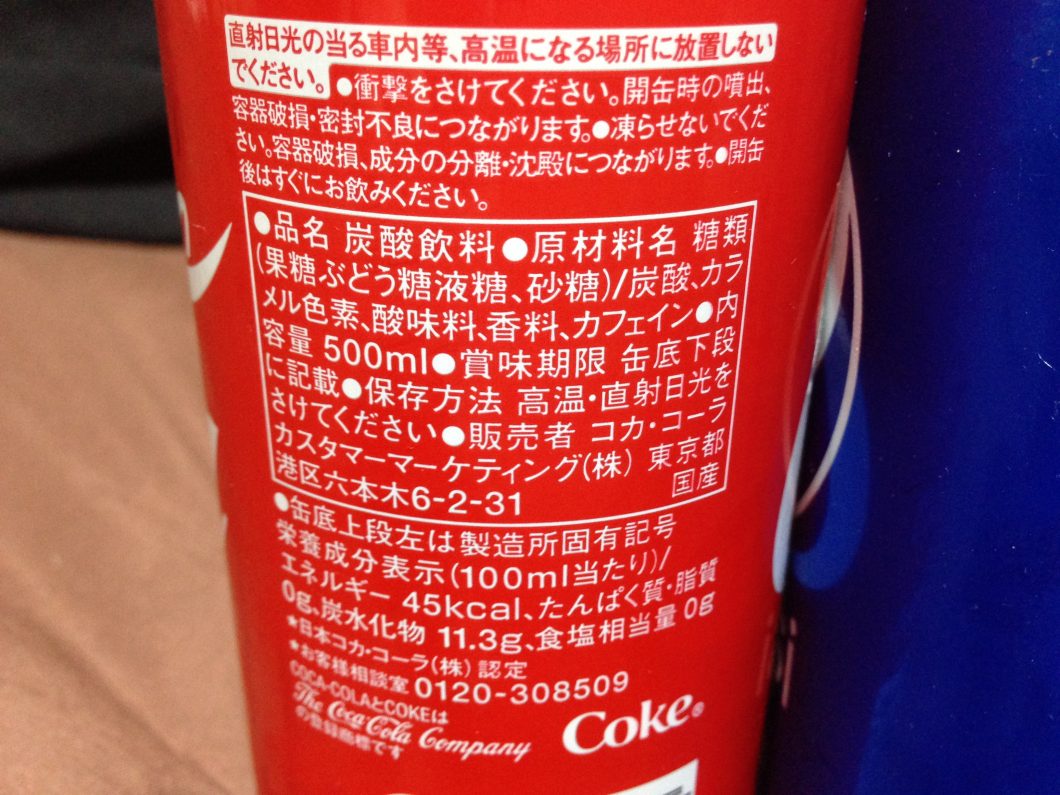 直射日光の当る車内等、高温になる場所に放置しない
でください。●衝撃をさけてください。開缶時の噴出、
容器破損・密封不良につながります。●凍らせないでくだ
さい。容器破損、成分の分離・沈殿につながります。●開缶
後はすぐにお飲みください。
●品名 炭酸飲料●原材料名 糖類
(果糖ぶどう糖液糖、砂糖)/炭酸、カラ
メル色素、酸味料、香料、カフェイン●内
容量 500ml●賞味期限 缶底下段
に記載●保存方法 高温・直射日光を
さけてください●販売者 コカ・コーラ
カスタマーマーケティング(株) 東京都
港区六本木6-2-31 国産
●缶底上段左は製造所固有記号
栄養成分表示(100ml当たり)/
エネルギー 45kcal、たんぱく質・脂質
0g、炭水化物 11.3g、食塩相当量 0g
*日本コカ・コーラ(株)認定
*お客様相談室 0120-308509
COCA-COLAとCOKEは
The Coca-Cola Company
の登録商標です
Coke®